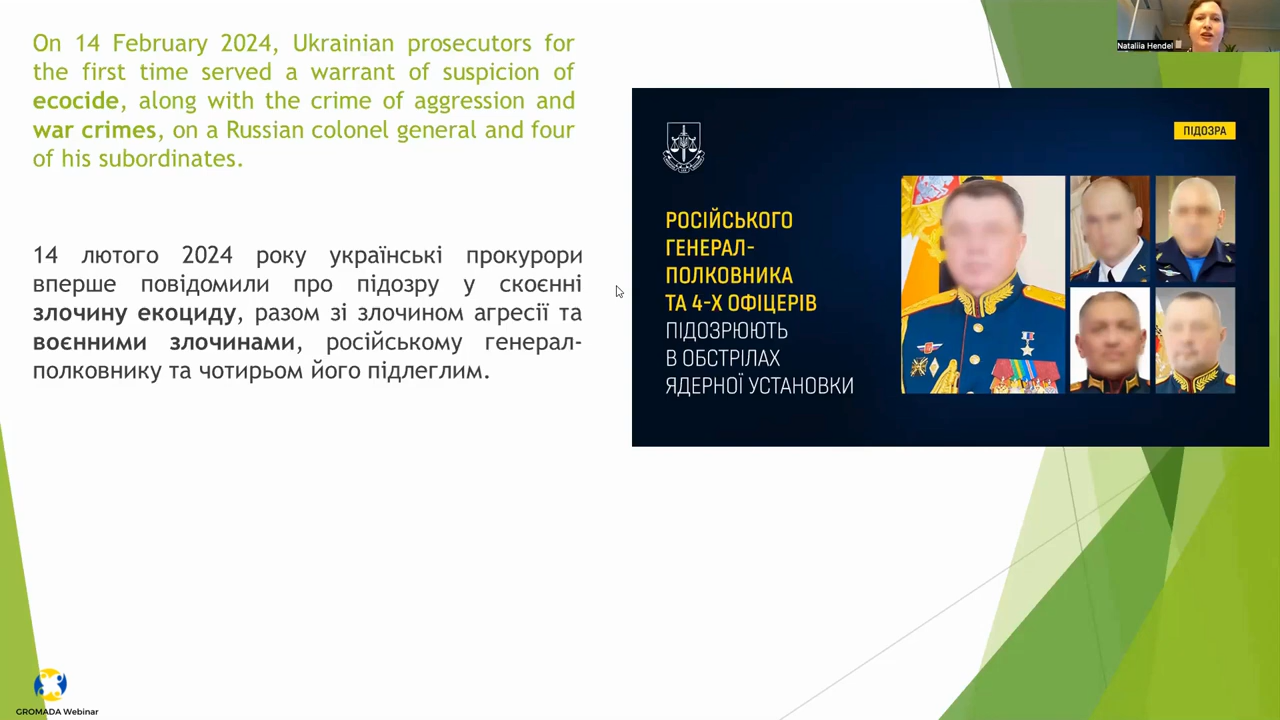 On 14 February 2024, Ukrainian prosecutors for
the first time served a warrant of suspicion of
ecocide, along with the crime of aggression and
war crimes, on a Russian colonel general and four
of his subordinates.
14 лютого 2024 року українські прокурори
вперше повідомили про підозру у скоєнні
злочину екоциду, разом зі злочином агресії та
воєнними злочинами, російському генерал-
полковнику та чотирьом його підлеглим.
Nataliia Hendel
ПІДОЗРА
РОСІЙСЬКОГО
ГЕНЕРАЛ-
ПОЛКОВНИКА
ТА 4-Х ОФІЦЕРІВ
ПІДОЗРЮЮТЬ
В ОБСТРІЛАХ
ЯДЕРНОЇ УСТАНОВКИ
GROMADA Webinar